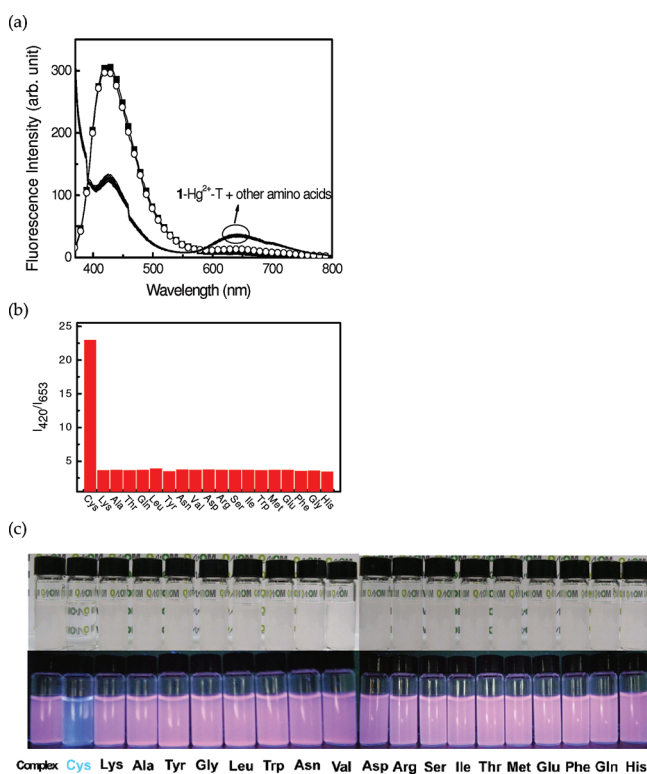 (a)
Fluorescence Intensity (arb. unit)
300
200
100
0
1-Hg2+-T + other amino acids
400 500 600 700 800
Wavelength (nm)
(b)
I420/I653
25
20
15
10
5
Cys Lys Ala Thr Gln Leu Tyr Asn Val Asp Arg Ser Ile Trp Met Glu Phe Gly His
(c)
Complex Cys Lys Ala Tyr Gly Leu Trp Asn Val Asp Arg Ser Ile Thr Met Glu Phe Gln His